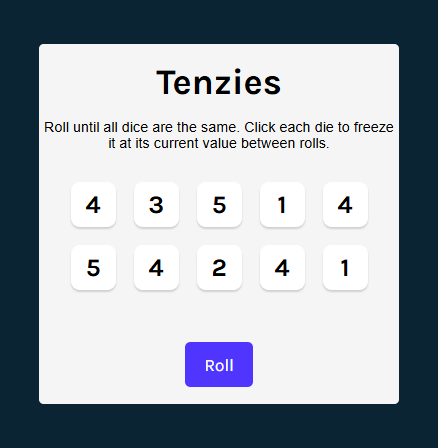 Tenzies
Roll until all dice are the same. Click each die to freeze
it at its current value between rolls.
4 3 5 1 4
5 4 2 4 1
Roll